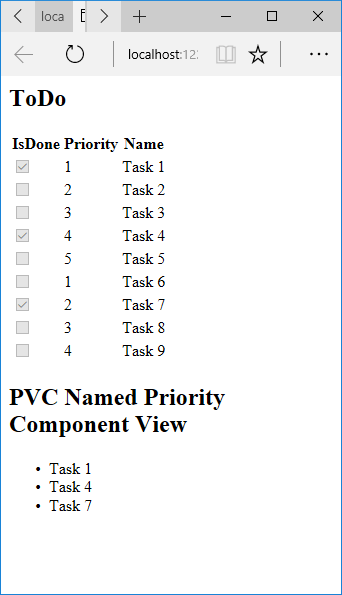 loca
localhost:12
ToDo
IsDone Priority Name
1 Task 1
2 Task 2
3 Task 3
4 Task 4
5 Task 5
1 Task 6
2 Task 7
3 Task 8
4 Task 9
PVC Named Priority
Component View
• Task 1
• Task 4
• Task 7